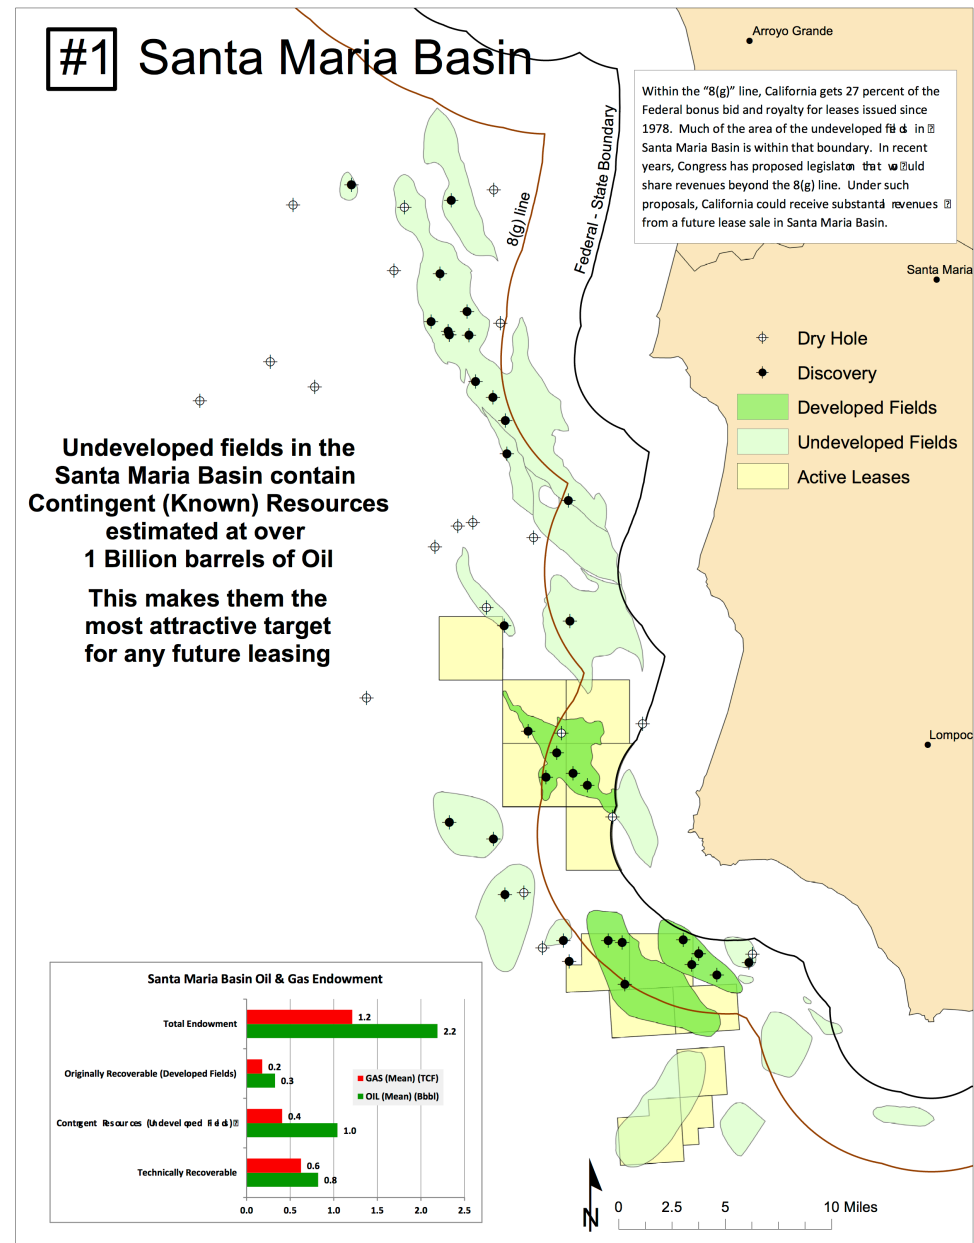 #1 Santa Maria Basin
Arroyo Grande
Within the “8(g)” line, California gets 27 percent of the
Federal bonus bid and royalty for leases issued since
1978. Much of the area of the undeveloped in
Santa Maria Basin is within that boundary. In recent
years, Congress has proposed that
share revenues beyond the 8(g) line. Under such
proposals, California could receive revenues
from a future lease sale in Santa Maria Basin.
8(g) line
Federal - State Boundary
Santa Maria
Dry Hole
Discovery
Developed Fields
Undeveloped Fields
Active Leases
Undeveloped fields in the
Santa Maria Basin contain
Contingent (Known) Resources
estimated at over
1 Billion barrels of Oil
This makes them the
most attractive target
for any future leasing
Lompoc
Santa Maria Basin Oil & Gas Endowment
Total Endowment
1.2
2.2
Originally Recoverable (Developed Fields)
0.2
0.3
GAS (Mean) (TCF)
OIL (Mean) (Bbbl)
0.4
1.0
Technically Recoverable
0.6
0.8
0.0 0.5 1.0 1.5 2.0 2.5
N
0 2.5 5 10 Miles